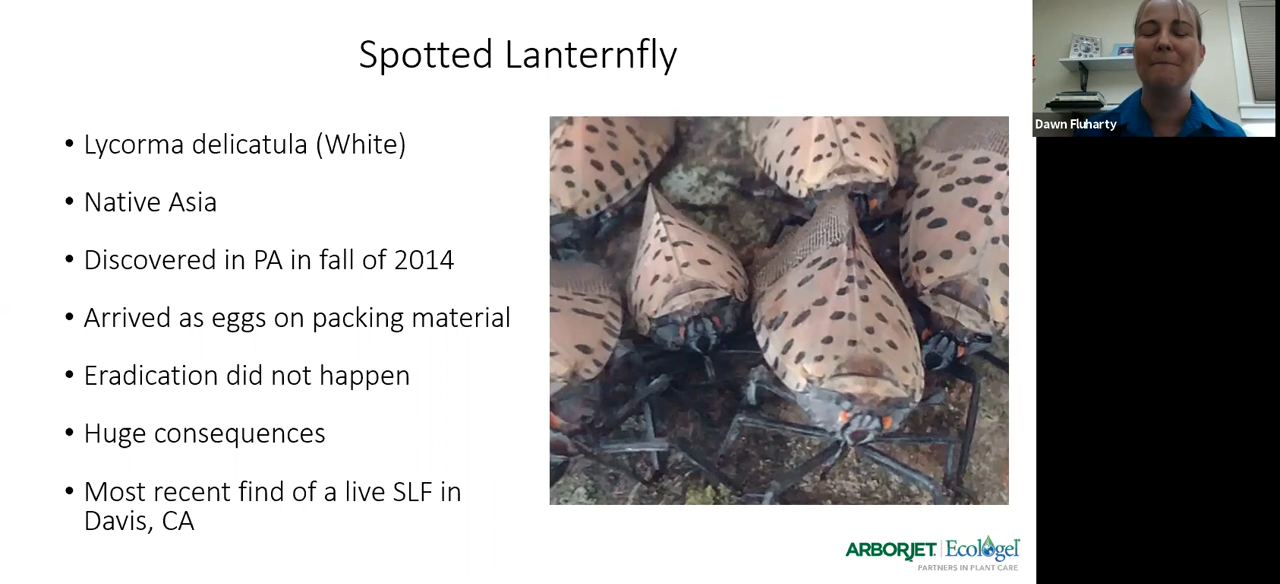 Spotted Lanternfly
• Lycorma delicatula (White)
• Native Asia
• Discovered in PA in fall of 2014
• Arrived as eggs on packing material
• Eradication did not happen
• Huge consequences
• Most recent find of a live SLF in
Davis, CA
ARBORJET | Ecologel
PARTNERS IN PLANT CARE
Dawn Fluharty